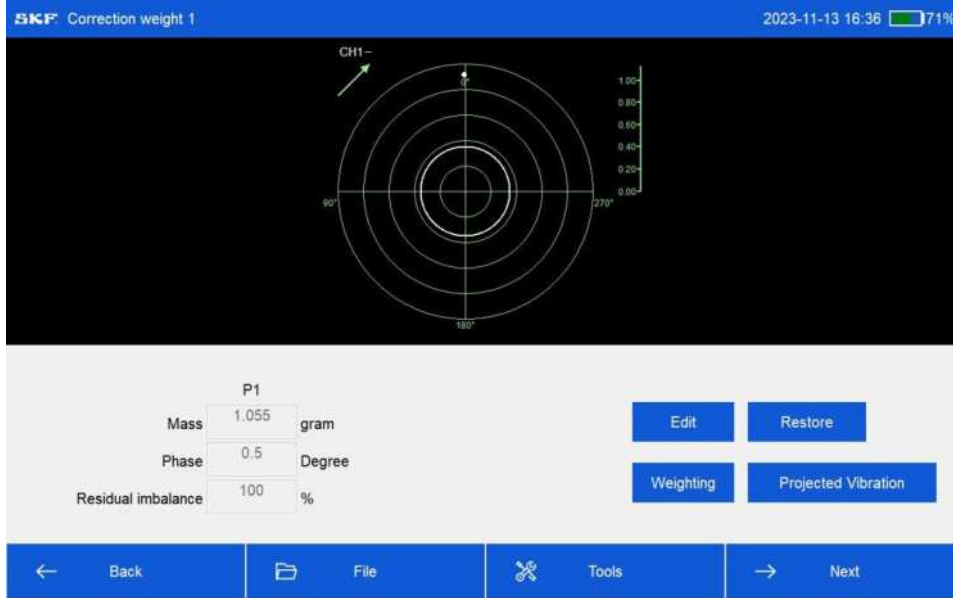 SKF. Correction weight 1 2023-11-13 16:36 71%
CH1
0°
1.00
0.80
0.60
0.40
0.20
0.00
90° 270°
180°
P1
Mass 1.055 gram
Phase 0.5 Degree
Residual imbalance 100 %
Edit Restore
Weighting Projected Vibration
Back File Tools Next